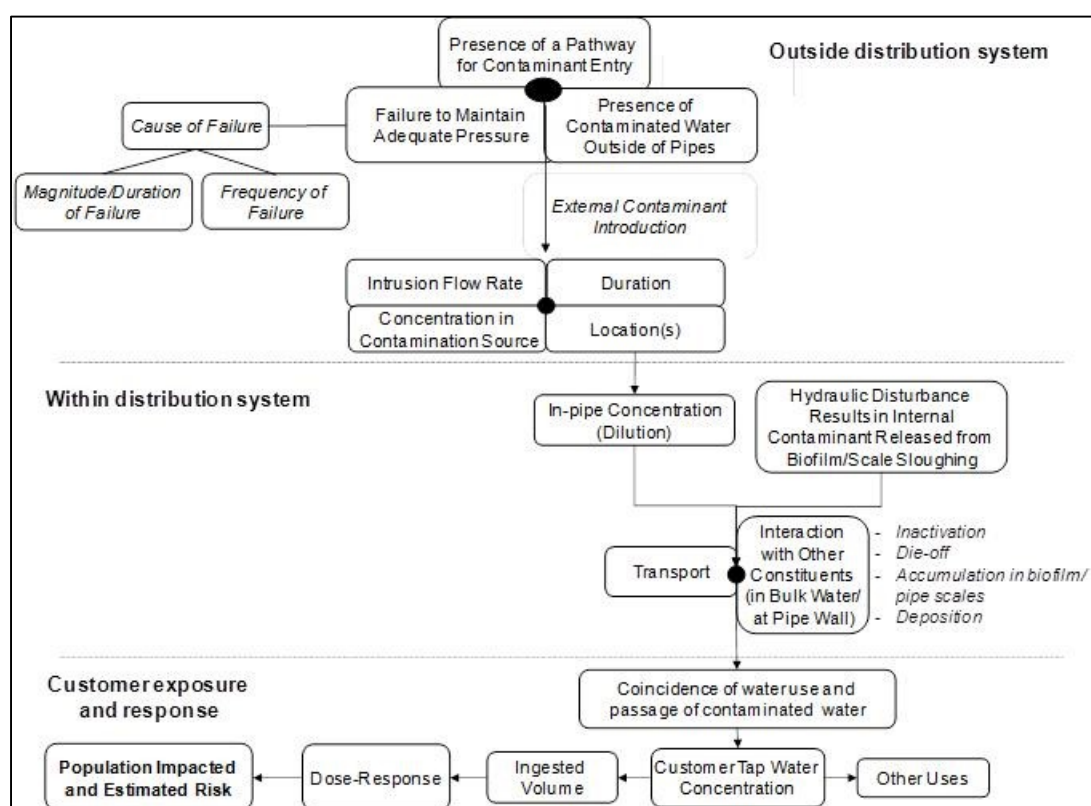 Presence of a Pathway
for Contaminant Entry
Outside distribution system
Cause of Failure
Failure to Maintain
Adequate Pressure
Presence of
Contaminated Water
Outside of Pipes
Magnitude/Duration
of Failure
Frequency of
Failure
External Contaminant
Introduction
Intrusion Flow Rate
Duration
Concentration in
Contamination Source
Location(s)
Within distribution system
In-pipe Concentration
(Dilution)
Hydraulic Disturbance
Results in Internal
Contaminant Released from
Biofilm/Scale Sloughing
Transport
Interaction
with Other
Constituents
(in Bulk Water/
at Pipe Wall)
- Inactivation
- Die-off
- Accumulation in biofilm/
pipe scales
- Deposition
Customer exposure
and response
Coincidence of water use and
passage of contaminated water
Population Impacted
and Estimated Risk
Dose-Response
Ingested
Volume
Customer Tap Water
Concentration
Other Uses